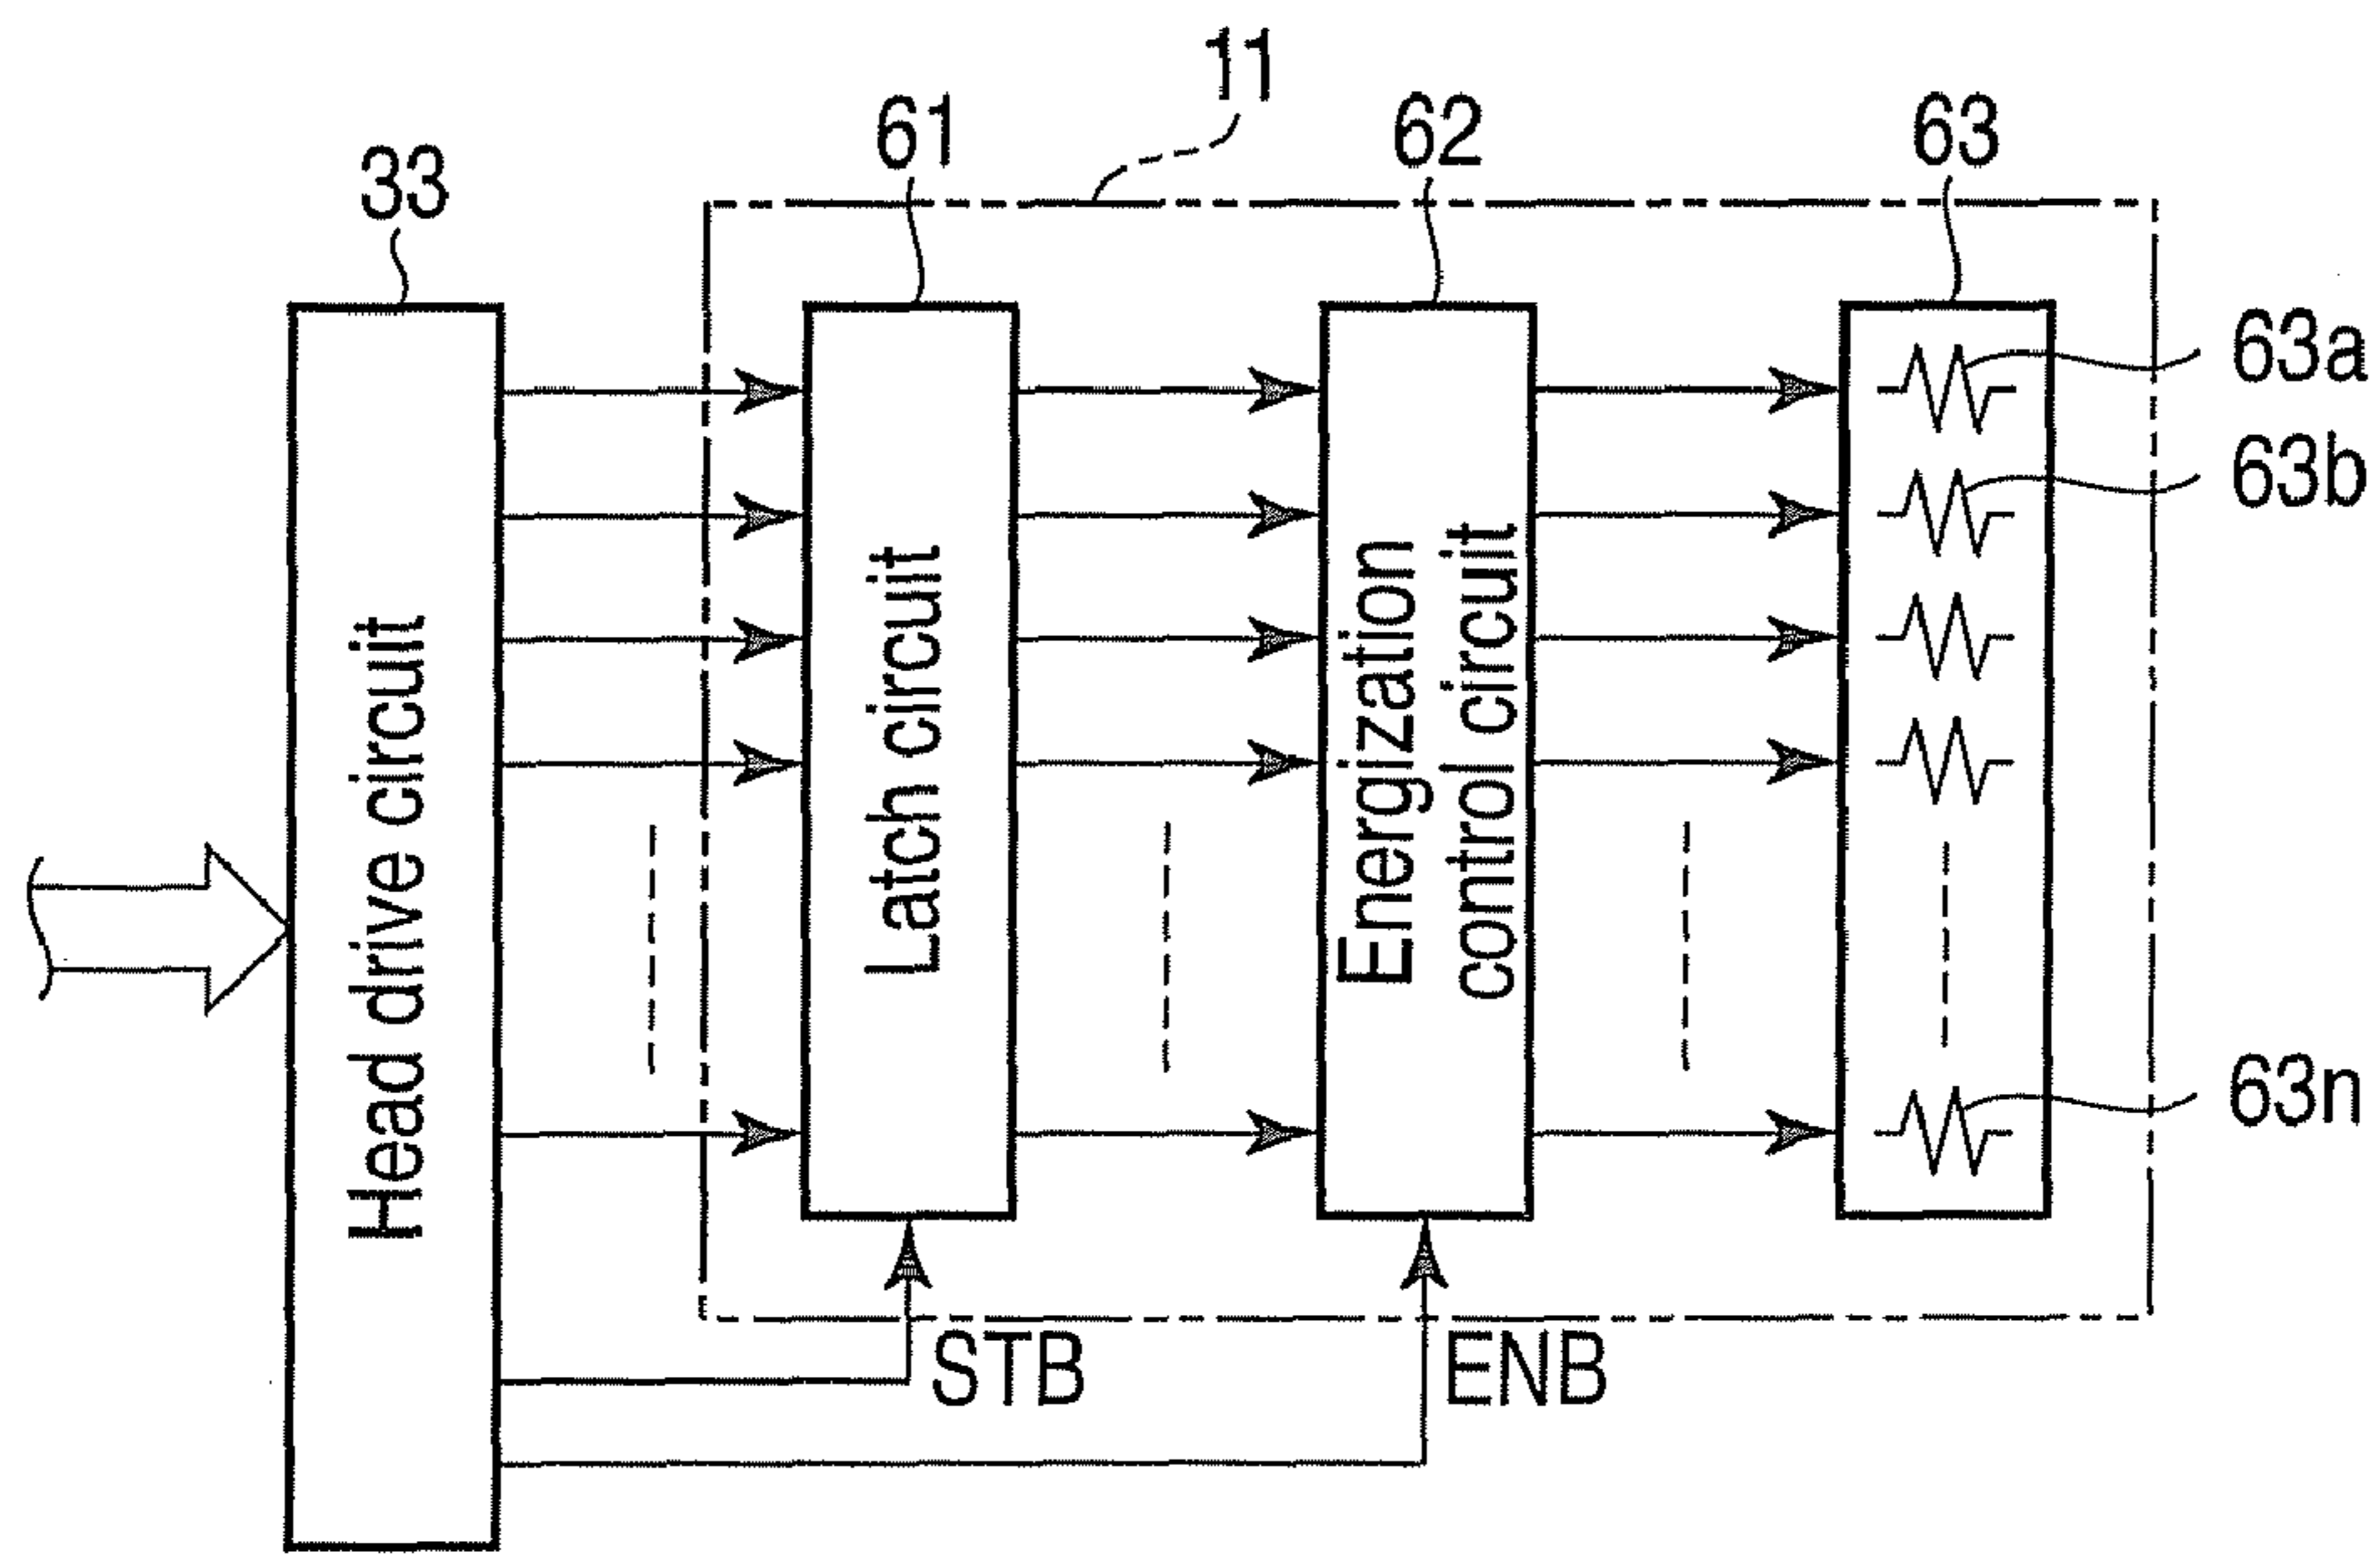 11
61
62
63
33
63a
63b
63n
Head drive circuit
Latch circuit
Energization
control circuit
STB
ENB